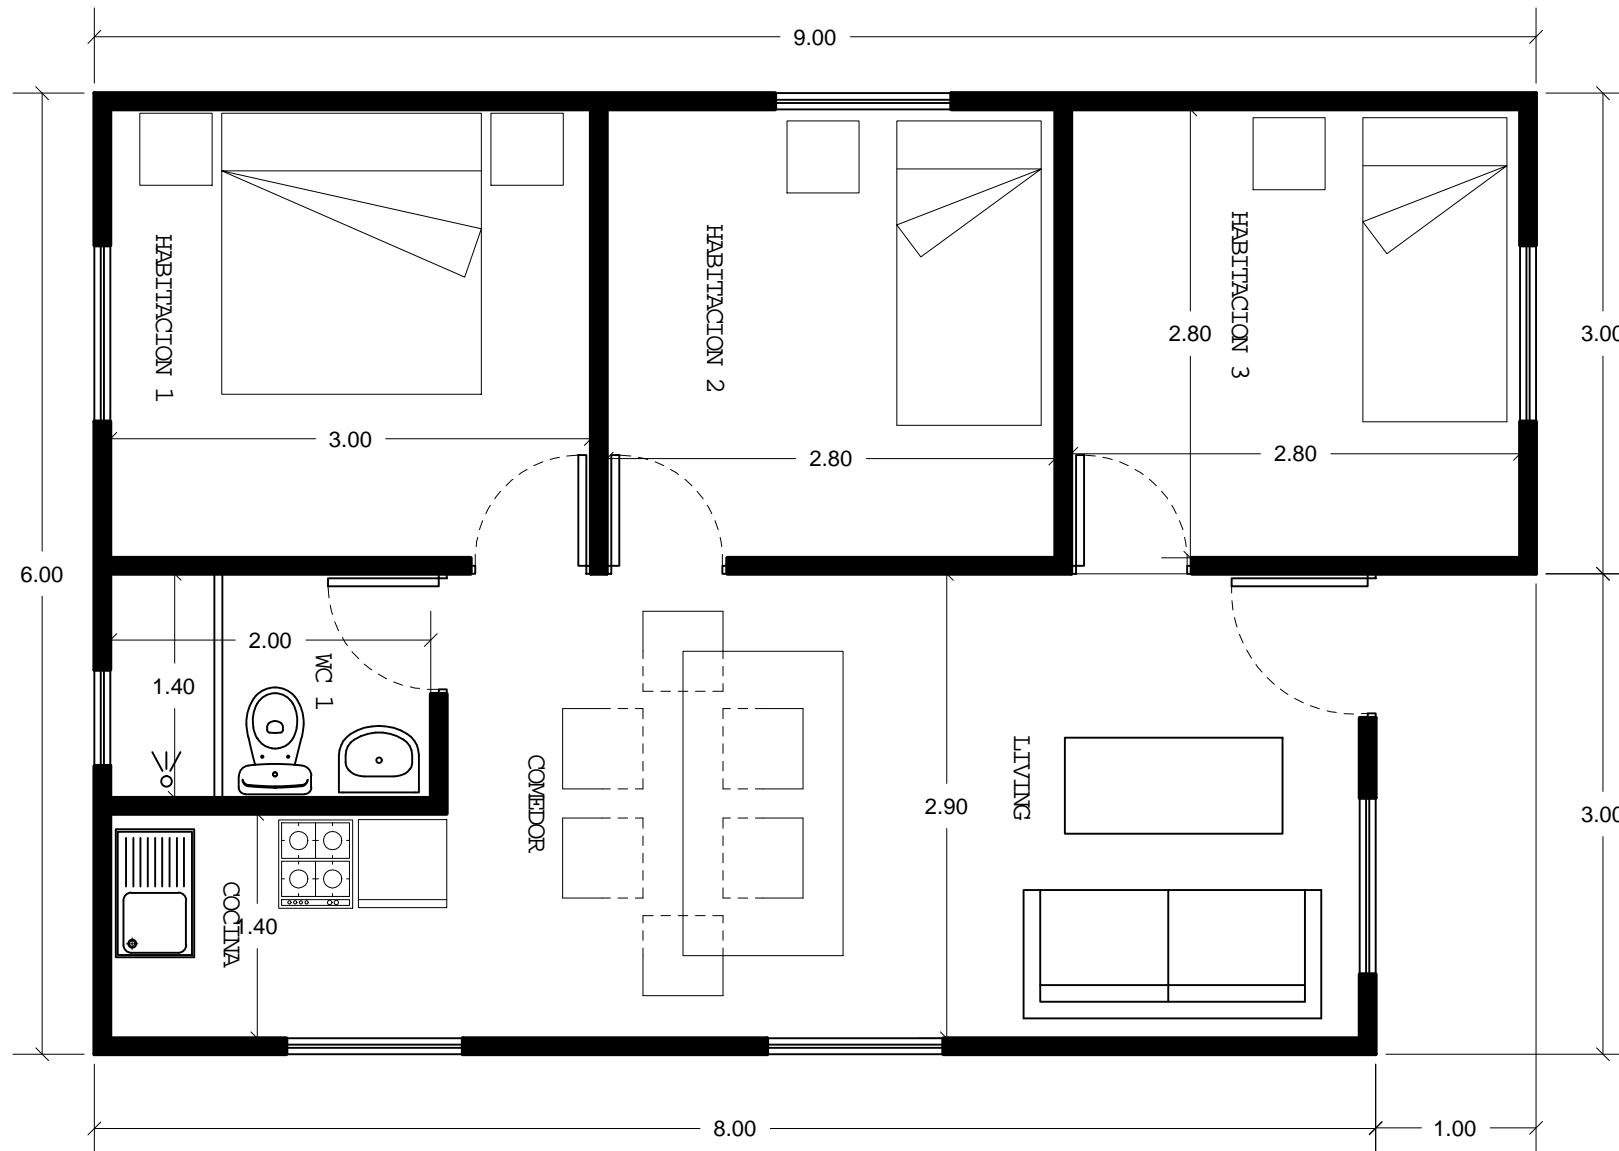 9.00
HABITACION 1
HABITACION 2
HABITACION 3
2.80
3.00
3.00
2.80
2.80
6.00
2.00
WC 1
1.40
COMEDOR
LIVING
2.90
3.00
COCINA
1.40
8.00
1.00